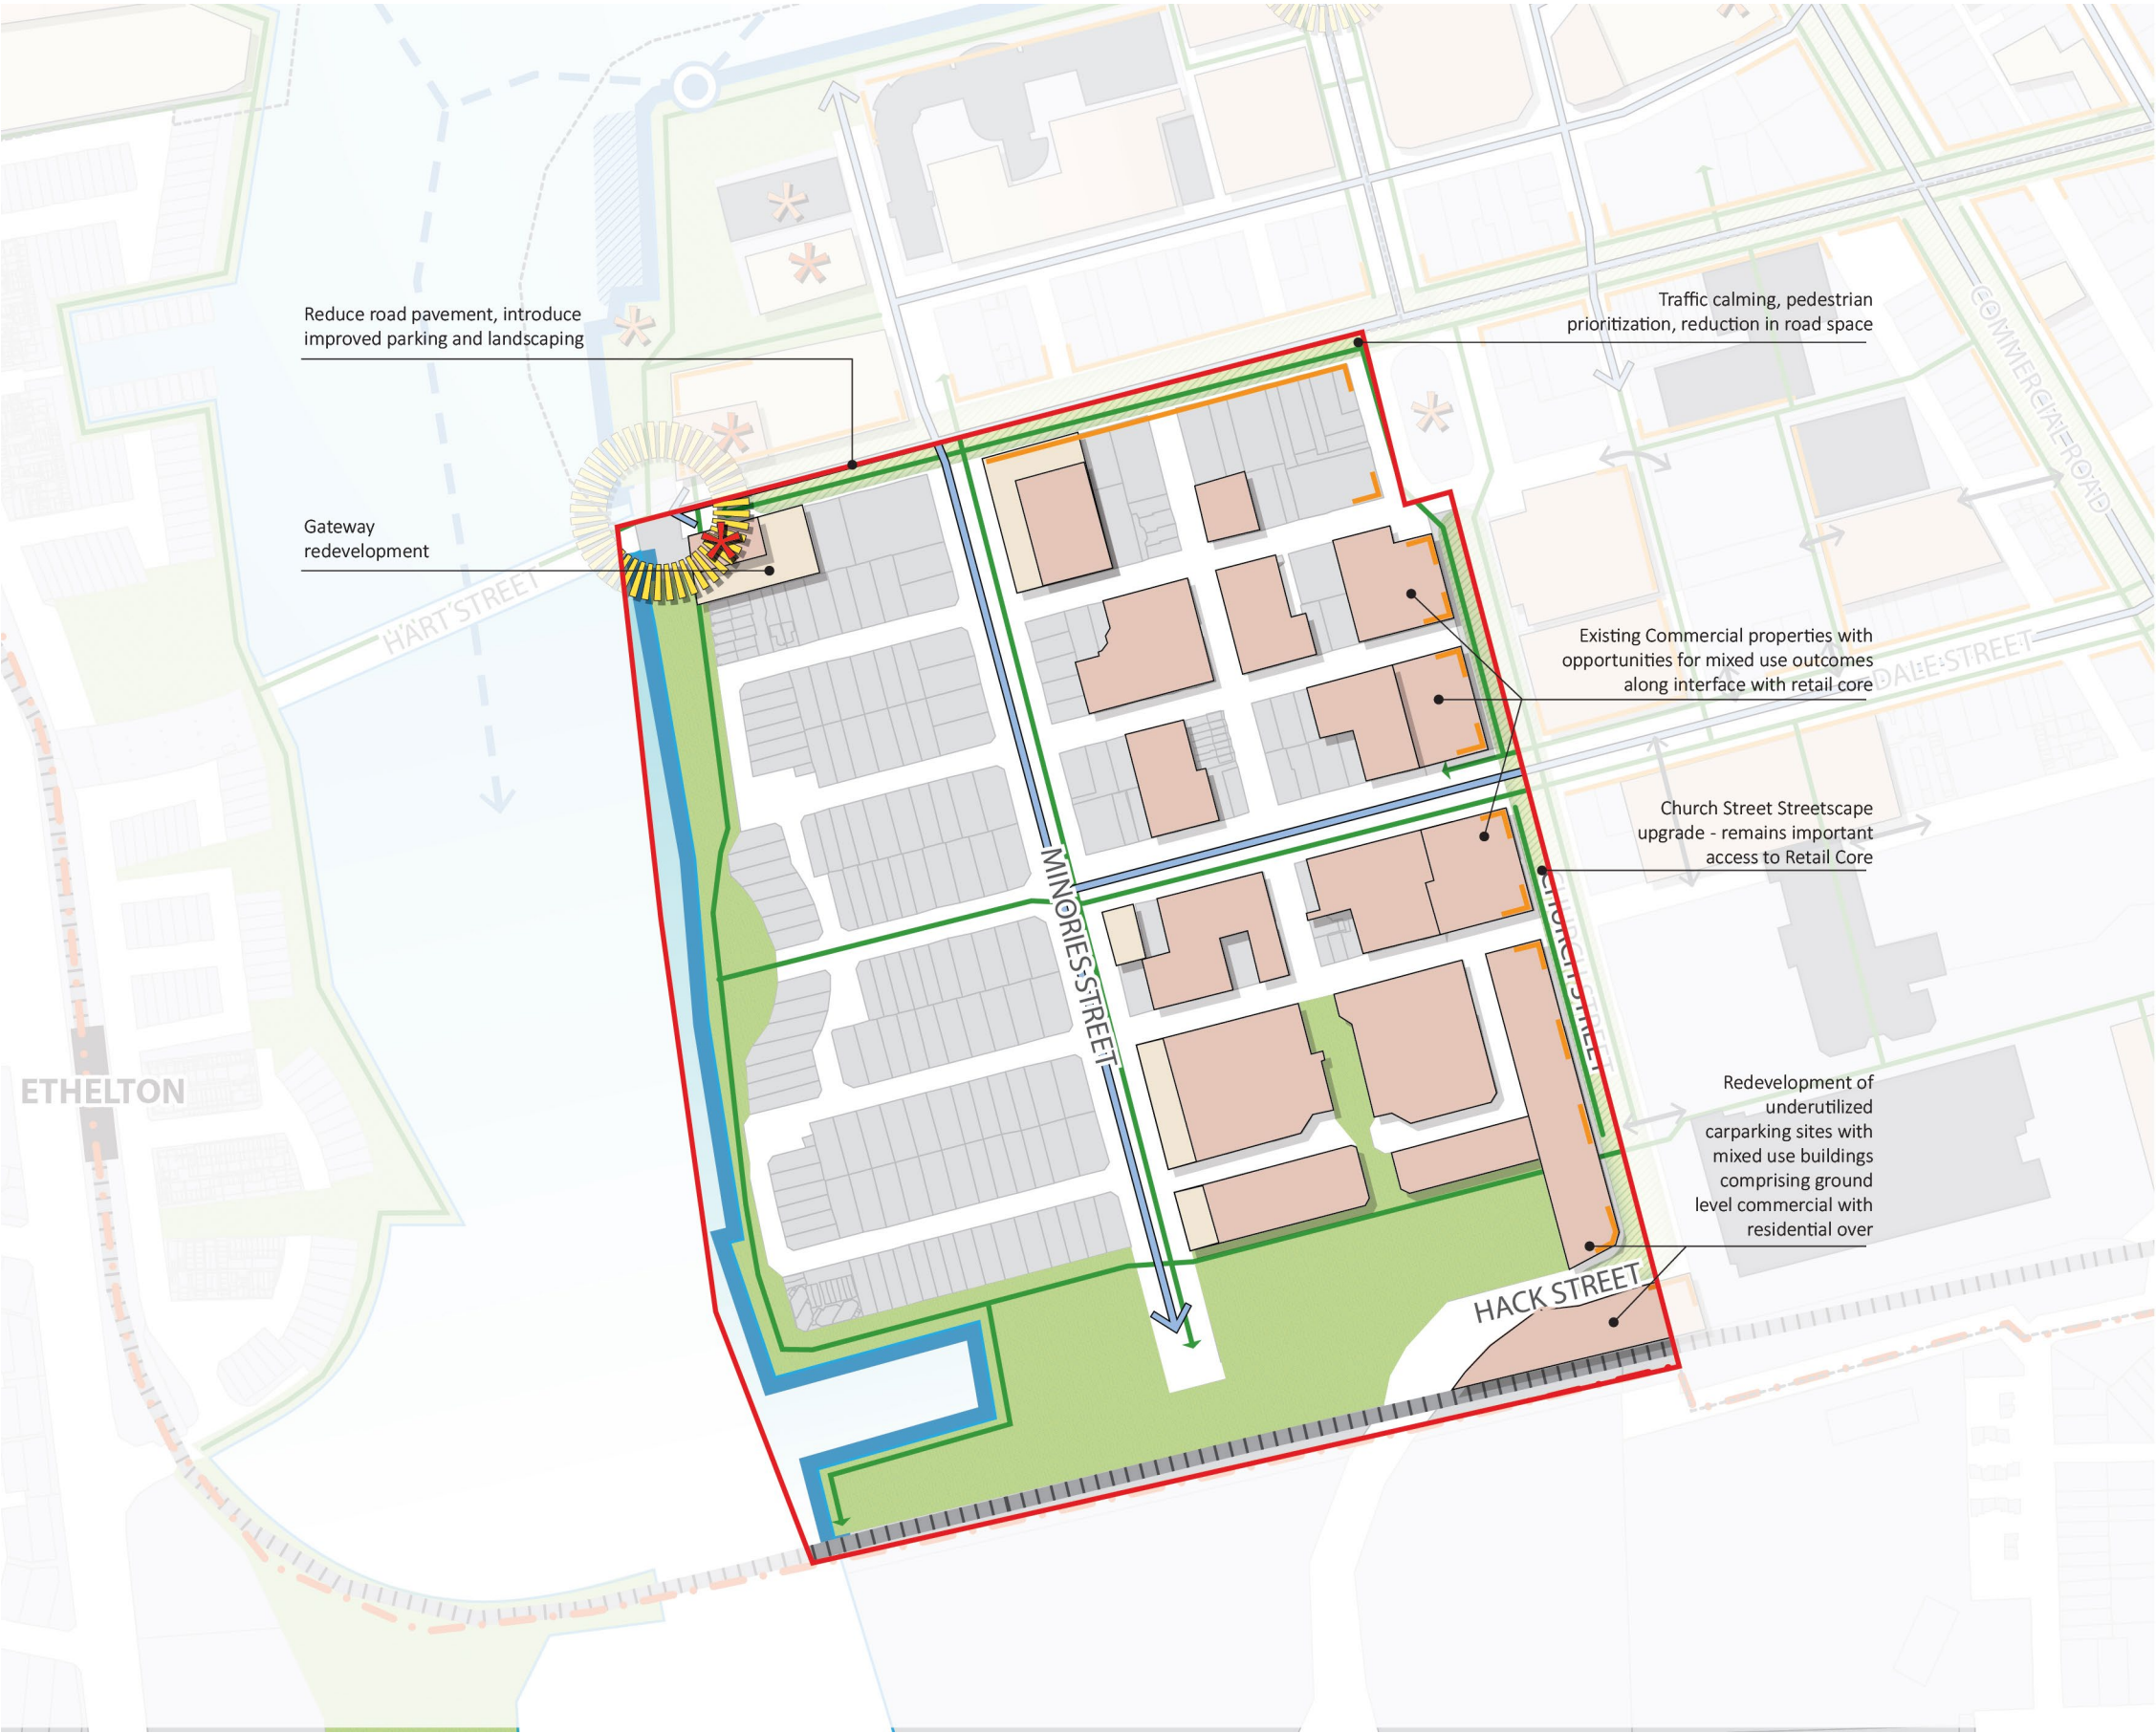 Reduce road pavement, introduce
improved parking and landscaping
Traffic calming, pedestrian
prioritization, reduction in road space
COMMERCIAL ROAD
Gateway
redevelopment
HART STREET
Existing Commercial properties with
opportunities for mixed use outcomes
along interface with retail core
DALE STREET
Church Street Streetscape
upgrade - remains important
access to Retail Core
MINORIES STREET
CHURCH STREET
ETHELTON
Redevelopment of
underutilized
carparking sites with
mixed use buildings
comprising ground
level commercial with
residential over
HACK STREET